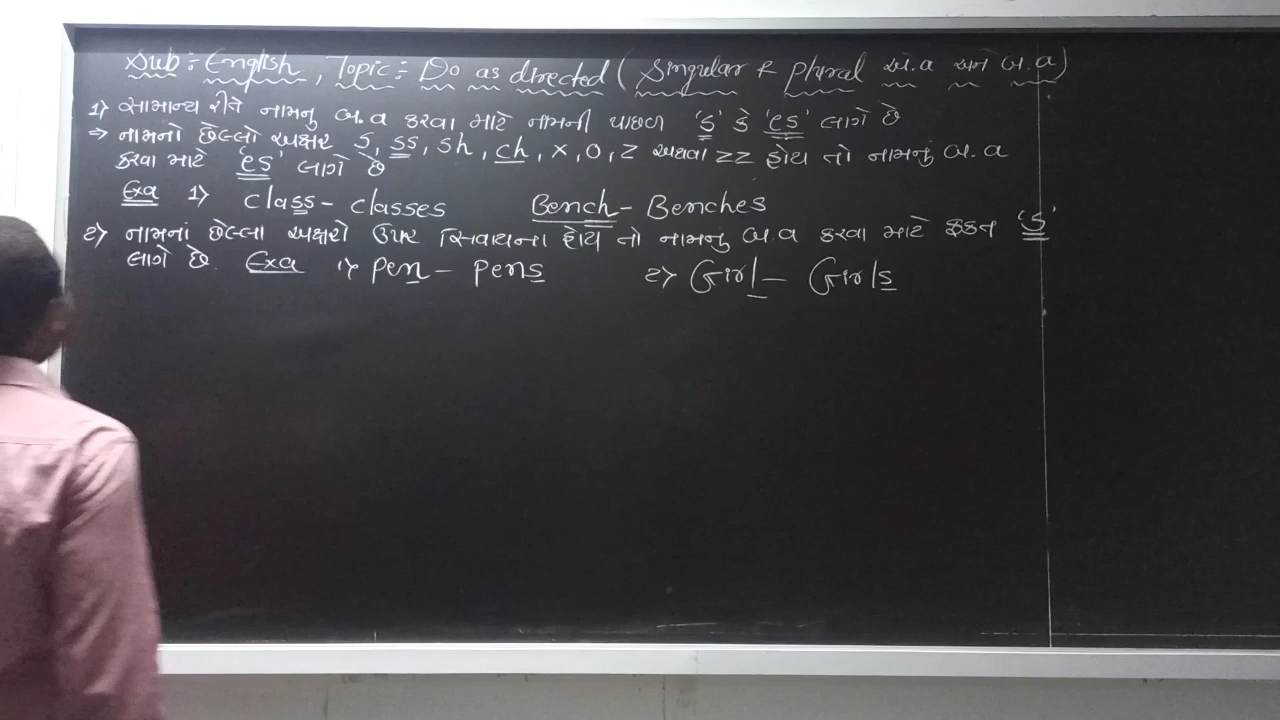 Sub:- English, Topic:- Do as directed ( Singular & Plural એ.વ અને બ.વ )
1) સામાન્ય રીતે નામનુ બ.વ કરવા માટે નામની પાછળ 's' કે 'es' લાગે છે
⇒ નામનો છેલ્લો અક્ષર s, ss, sh, ch, x, o, z અથવા zz હોય તો નામનું બ.વ
કરવા માટે 'es' લાગે છે
Exa 1) class - classes Bench - Benches
2) નામનાં છેલ્લા અક્ષરો ઉપર સિવાયના હોય તો નામનુ બ.વ કરવા માટે ફક્ત 's'
લાગે છે. Exa 1) pen - pens 2) Girl - Girls